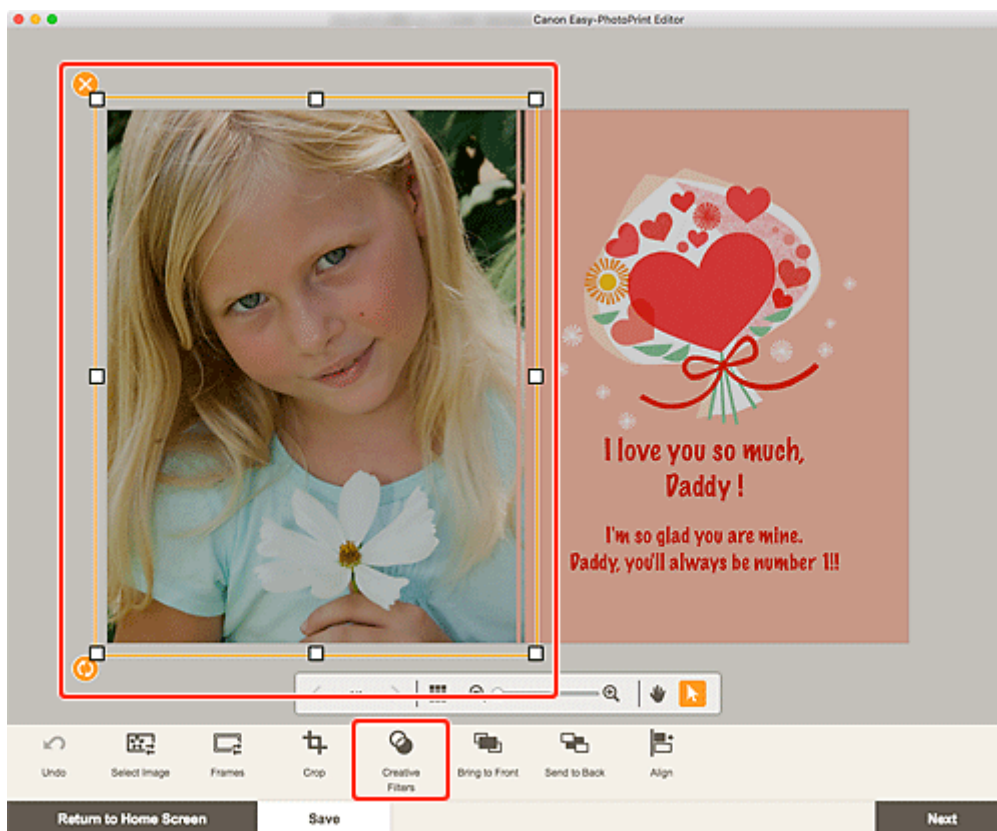 Canon Easy-PhotoPrint Editor
I love you so much,
Daddy !
I'm so glad you are mine.
Daddy, you'll always be number 1!!
Undo
Select Image
Frames
Crop
Creative
Filters
Bring to Front
Send to Back
Align
Return to Home Screen
Save
Next